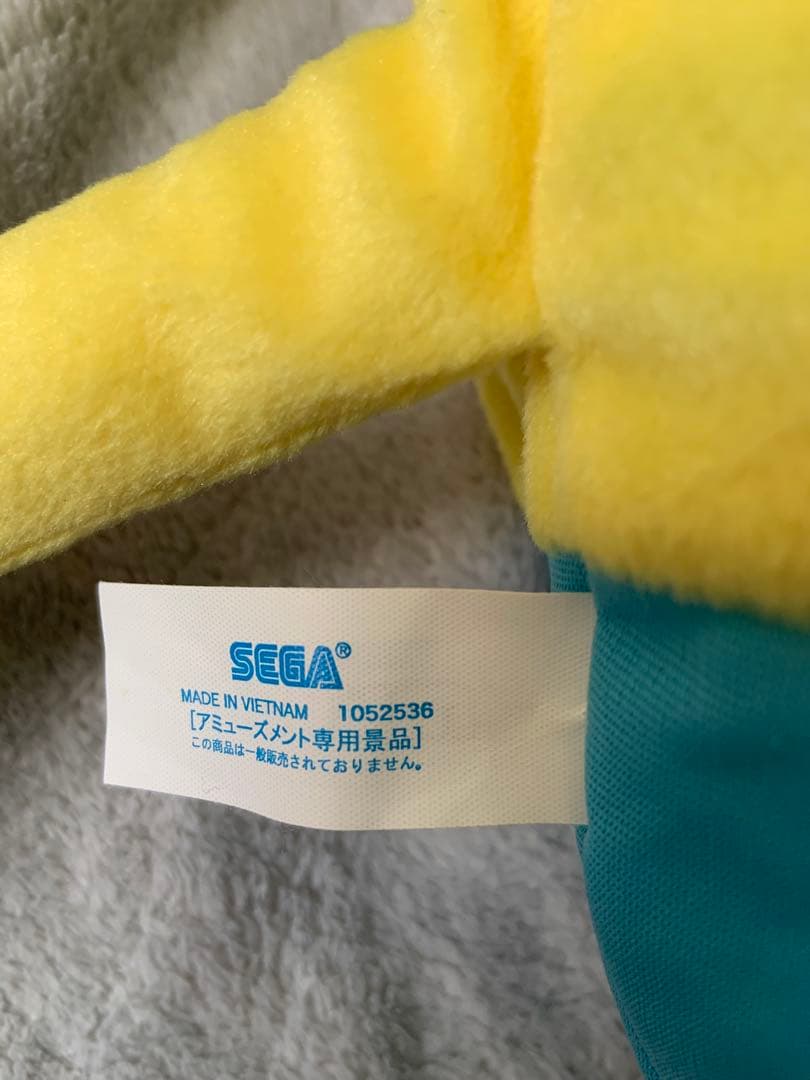 SEGA®
MADE IN VIETNAM 1052536
[アミューズメント専用景品]
この商品は一般販売されておりません。